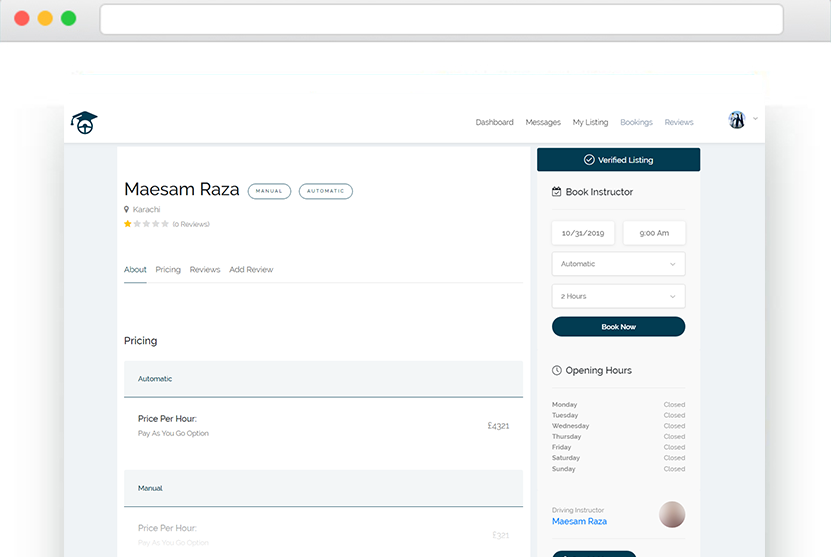 Dashboard Messages My Listing Bookings Reviews
Maesam Raza MANUAL AUTOMATIC
Karachi
(0 Reviews)
About Pricing Reviews Add Review
Pricing
Automatic
Price Per Hour: £4321
Pay As You Go Option
Manual
Price Per Hour: £321
Pay As You Go Option
Verified Listing
Book Instructor
10/31/2019 9:00 Am
Automatic
2 Hours
Book Now
Opening Hours
Monday Closed
Tuesday Closed
Wednesday Closed
Thursday Closed
Friday Closed
Saturday Closed
Sunday Closed
Driving Instructor
Maesam Raza